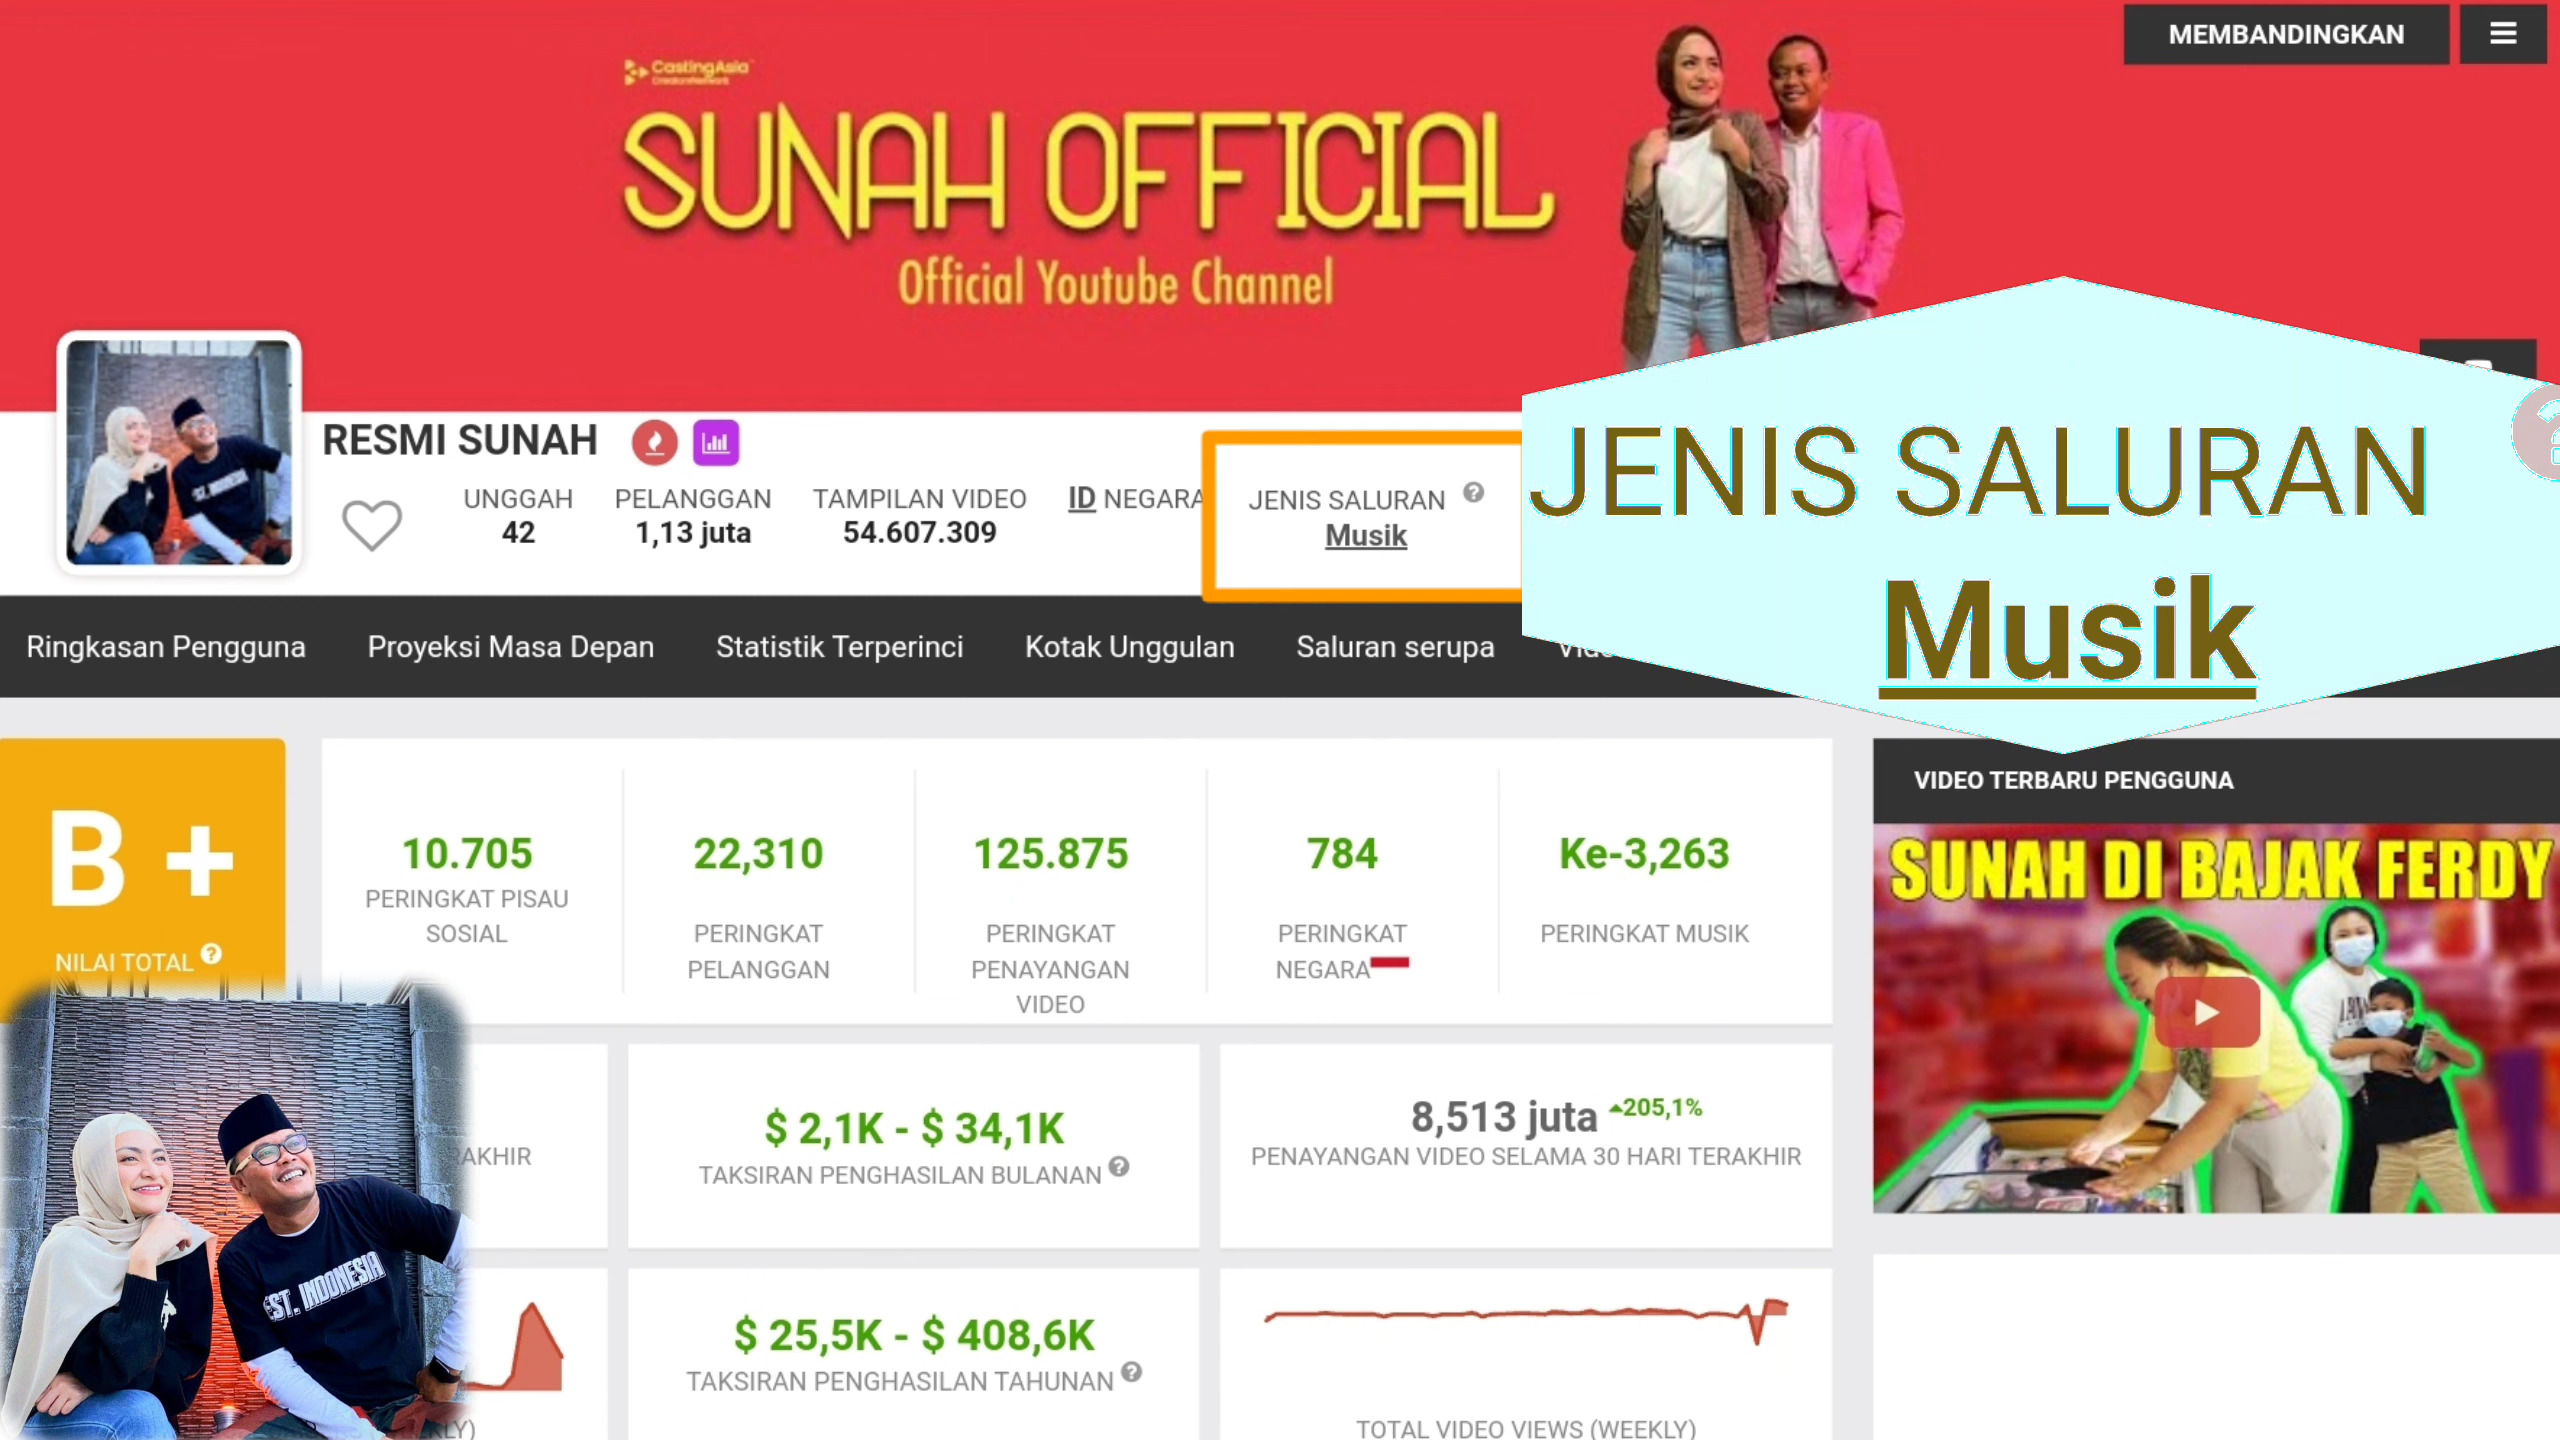 MEMBANDINGKAN
CastingAsia
CreatorsNetwork
SUNAH OFFICIAL
Official Youtube Channel
RESMI SUNAH
UNGGAH
42
PELANGGAN
1,13 juta
TAMPILAN VIDEO
54.607.309
ID NEGARA
JENIS SALURAN ?
Musik
JENIS SALURAN ?
Musik
Ringkasan Pengguna
Proyeksi Masa Depan
Statistik Terperinci
Kotak Unggulan
Saluran serupa
B +
NILAI TOTAL ?
10.705
PERINGKAT PISAU
SOSIAL
22,310
PERINGKAT
PELANGGAN
125.875
PERINGKAT
PENAYANGAN
VIDEO
784
PERINGKAT
NEGARA
Ke-3,263
PERINGKAT MUSIK
VIDEO TERBARU PENGGUNA
SUNAH DI BAJAK FERDY
RAKHIR
$ 2,1K - $ 34,1K
TAKSIRAN PENGHASILAN BULANAN ?
8,513 juta 205,1%
PENAYANGAN VIDEO SELAMA 30 HARI TERAKHIR
EST. INDONESIA
$ 25,5K - $ 408,6K
TAKSIRAN PENGHASILAN TAHUNAN ?
KLY)
TOTAL VIDEO VIEWS (WEEKLY)